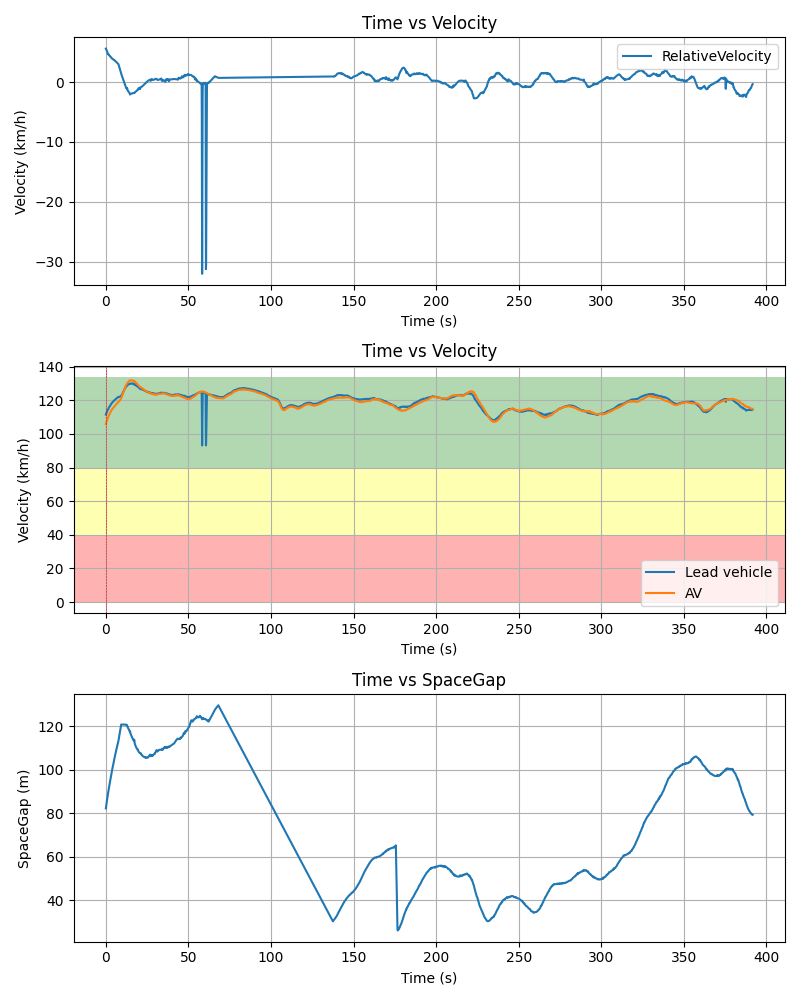 Time vs Velocity
RelativeVelocity
Velocity (km/h)
0
−10
−20
−30
0 50 100 150 200 250 300 350 400
Time (s)
Time vs Velocity
Velocity (km/h)
140
120
100
80
60
40
20
0
Lead vehicle
AV
0 50 100 150 200 250 300 350 400
Time (s)
Time vs SpaceGap
SpaceGap (m)
120
100
80
60
40
0 50 100 150 200 250 300 350 400
Time (s)